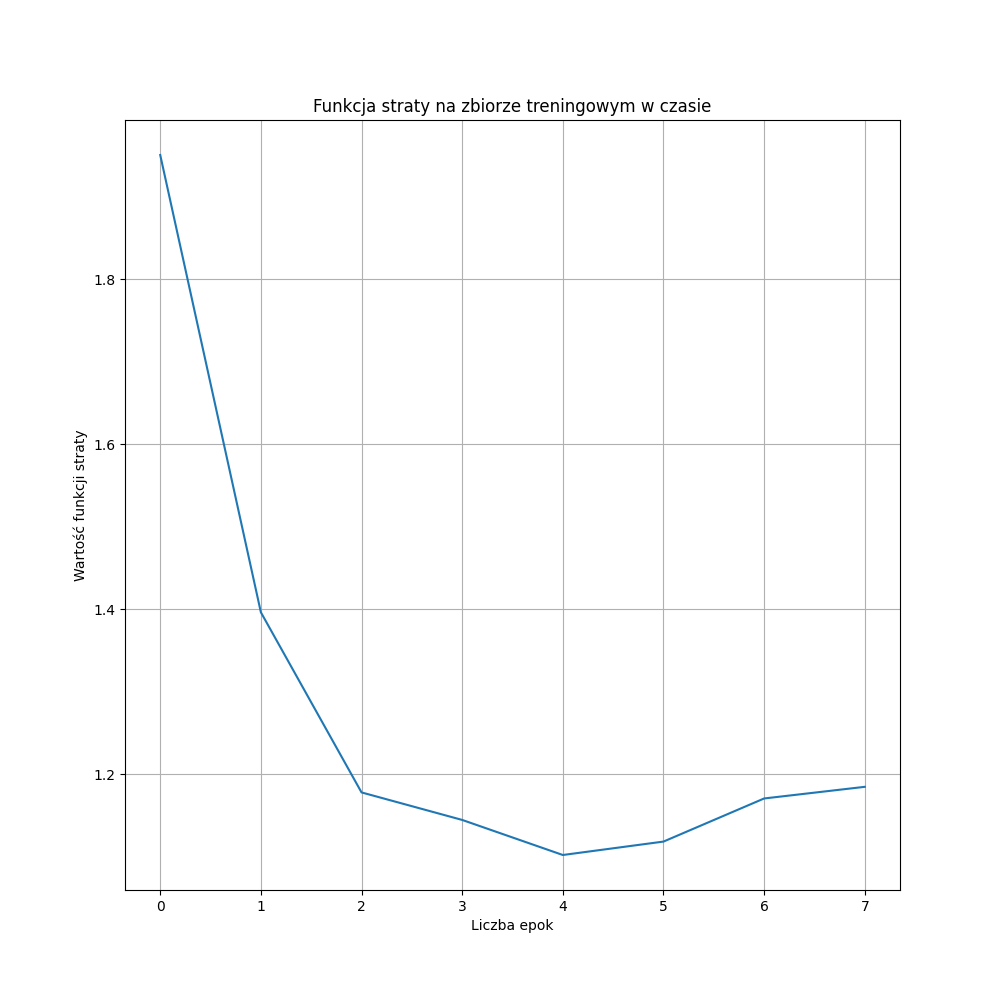 Funkcja straty na zbiorze treningowym w czasie
Wartość funkcji straty
1.8
1.6
1.4
1.2
0 1 2 3 4 5 6 7
Liczba epok